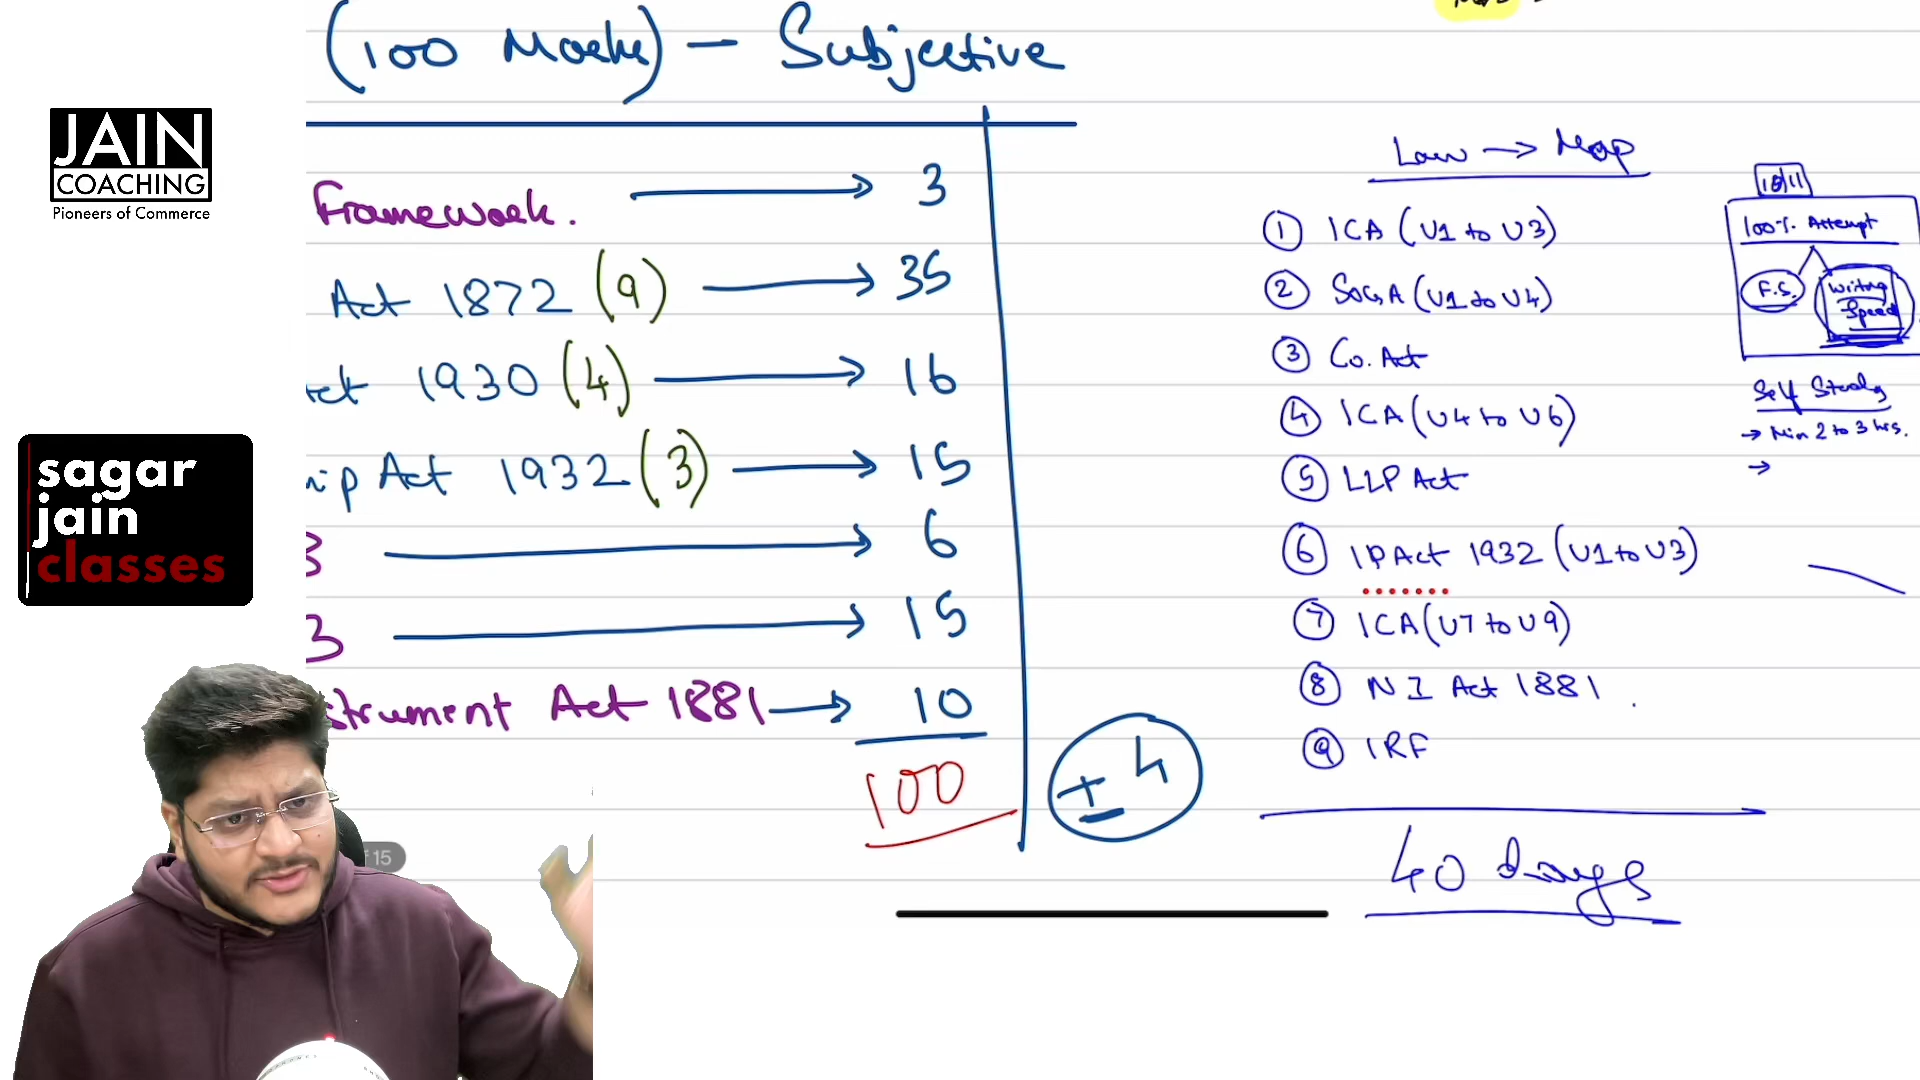 JAIN
COACHING
Pioneers of Commerce
sagar
jain
classes
(100 Marks) - Subjective
Framework. → 3
Act 1872 (9) → 35
Act 1930 (4) → 16
ip Act 1932 (3) → 15
3 → 6
3 → 15
strument Act 1881 → 10
100
± 4
15
Law → Map
① ICA (U1 to U3)
② SOGA (U1 to U4)
③ Co. Act
④ ICA (U4 to U6)
⑤ LLP Act
⑥ IP Act 1932 (U1 to U3)
⑦ ICA (U7 to U9)
⑧ N I Act 1881.
⑨ IRF
40 days
100% Attempt
F.S.
Writing
Speed
Self Study
→ Min 2 to 3 hrs.
→